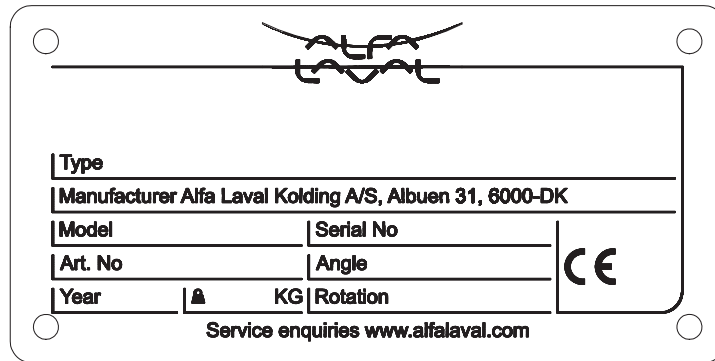 ALFA
LAVAL
Type
Manufacturer Alfa Laval Kolding A/S, Albuen 31, 6000-DK
Model Serial No
Art. No Angle
CE
Year KG Rotation
Service enquiries www.alfalaval.com